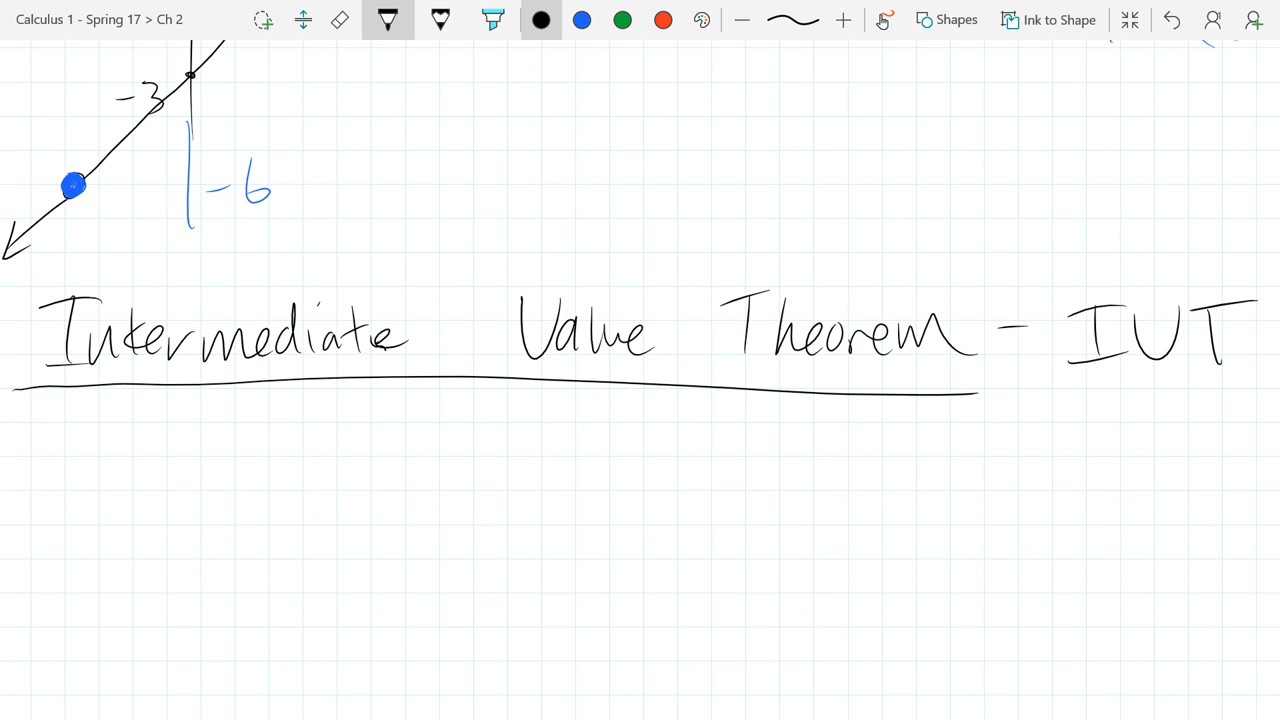 Calculus 1 - Spring 17 > Ch 2
Shapes
Ink to Shape
-3
-6
Intermediate Value Theorem - IVT